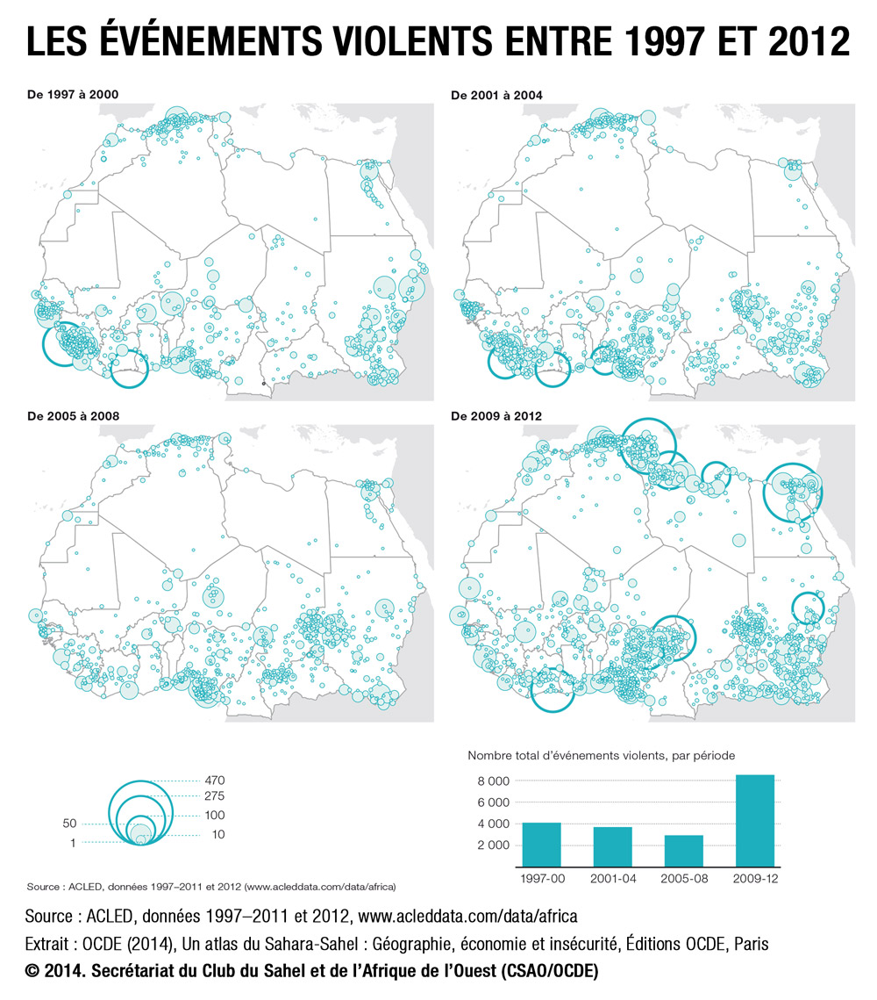 LES ÉVÉNEMENTS VIOLENTS ENTRE 1997 ET 2012
De 1997 à 2000
De 2001 à 2004
De 2005 à 2008
De 2009 à 2012
470
275
100
50
10
1
Nombre total d'événements violents, par période
8 000
6 000
4 000
2 000
1997-00 2001-04 2005-08 2009-12
Source : ACLED, données 1997–2011 et 2012 (www.acleddata.com/data/africa)
Source : ACLED, données 1997–2011 et 2012, www.acleddata.com/data/africa
Extrait : OCDE (2014), Un atlas du Sahara-Sahel : Géographie, économie et insécurité, Éditions OCDE, Paris
© 2014. Secrétariat du Club du Sahel et de l'Afrique de l'Ouest (CSAO/OCDE)